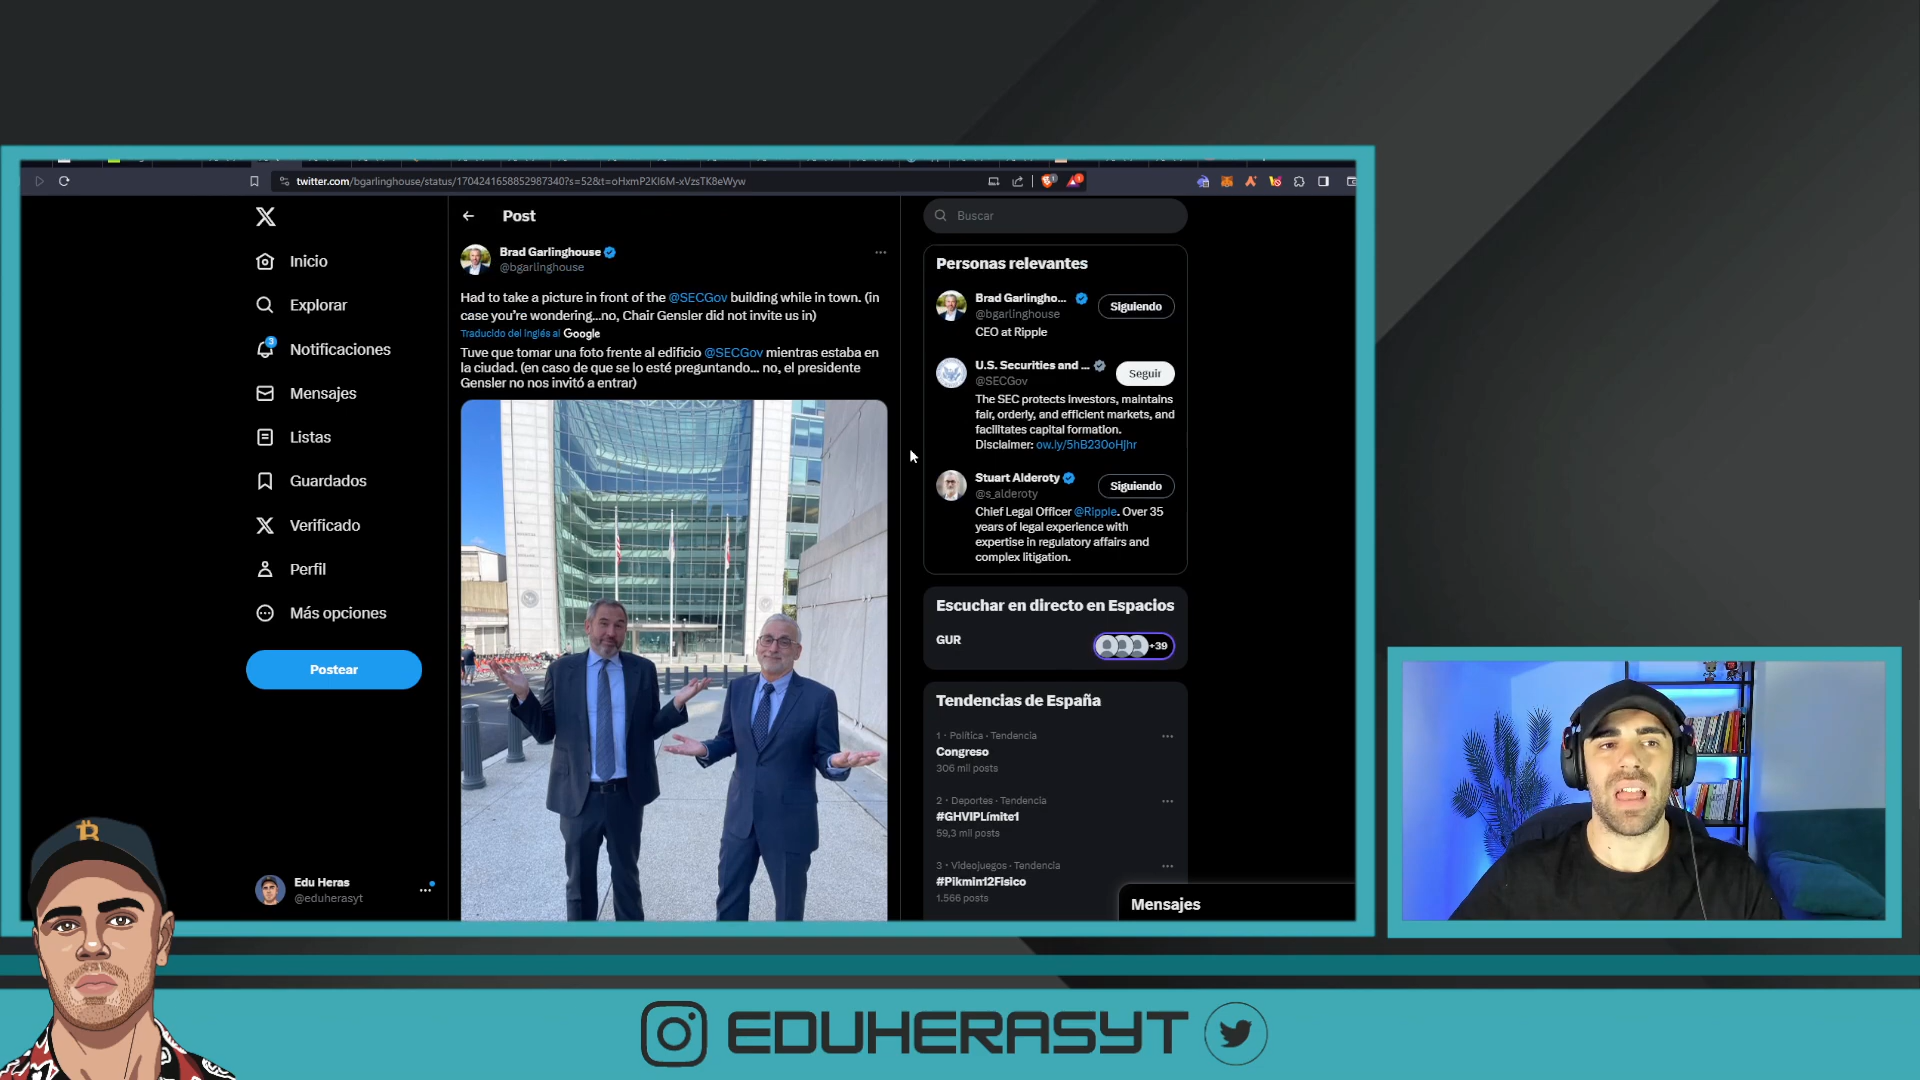 twitter.com/bgarlinghouse/status/1704241658852987340?s=52&t=oHxmP2Kl6M-xVzsTK8eWyw
Post
Buscar
Inicio
Explorar
3
Notificaciones
Mensajes
Listas
Guardados
Verificado
Perfil
Más opciones
Postear
Edu Heras
@eduherasyt
Brad Garlinghouse
@bgarlinghouse
Had to take a picture in front of the @SECGov building while in town. (in
case you're wondering...no, Chair Gensler did not invite us in)
Traducido del inglés al Google
Tuve que tomar una foto frente al edificio @SECGov mientras estaba en
la ciudad. (en caso de que se lo esté preguntando... no, el presidente
Gensler no nos invitó a entrar)
Personas relevantes
Brad Garlingho...
@bgarlinghouse
Siguiendo
CEO at Ripple
U.S. Securities and ...
@SECGov
Seguir
The SEC protects investors, maintains
fair, orderly, and efficient markets, and
facilitates capital formation.
Disclaimer: ow.ly/5hB230oHjhr
Stuart Alderoty
@s_alderoty
Siguiendo
Chief Legal Officer @Ripple. Over 35
years of legal experience with
expertise in regulatory affairs and
complex litigation.
Escuchar en directo en Espacios
GUR
+39
Tendencias de España
1 · Política · Tendencia
Congreso
306 mil posts
2 · Deportes · Tendencia
#GHVIPLímite1
59,3 mil posts
3 · Videojuegos · Tendencia
#Pikmin12Fisico
1.566 posts
Mensajes
EDUHERASYT